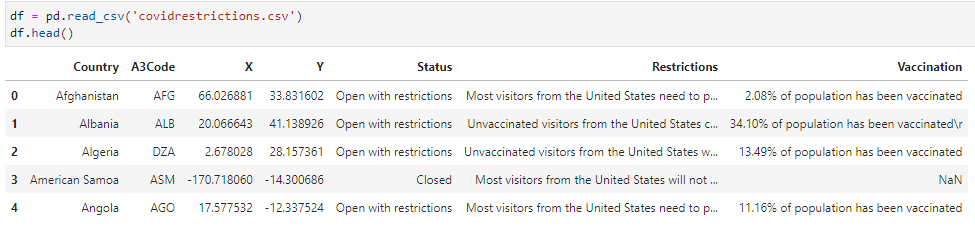 df = pd.read_csv('covidrestrictions.csv')
df.head()
Country A3Code X Y Status Restrictions Vaccination
0 Afghanistan AFG 66.026881 33.831602 Open with restrictions Most visitors from the United States need to p... 2.08% of population has been vaccinated
1 Albania ALB 20.066643 41.138926 Open with restrictions Unvaccinated visitors from the United States c... 34.10% of population has been vaccinated\r
2 Algeria DZA 2.678028 28.157361 Open with restrictions Unvaccinated visitors from the United States w... 13.49% of population has been vaccinated
3 American Samoa ASM -170.718060 -14.300686 Closed Most visitors from the United States will not ... NaN
4 Angola AGO 17.577532 -12.337524 Open with restrictions Most visitors from the United States need to p... 11.16% of population has been vaccinated